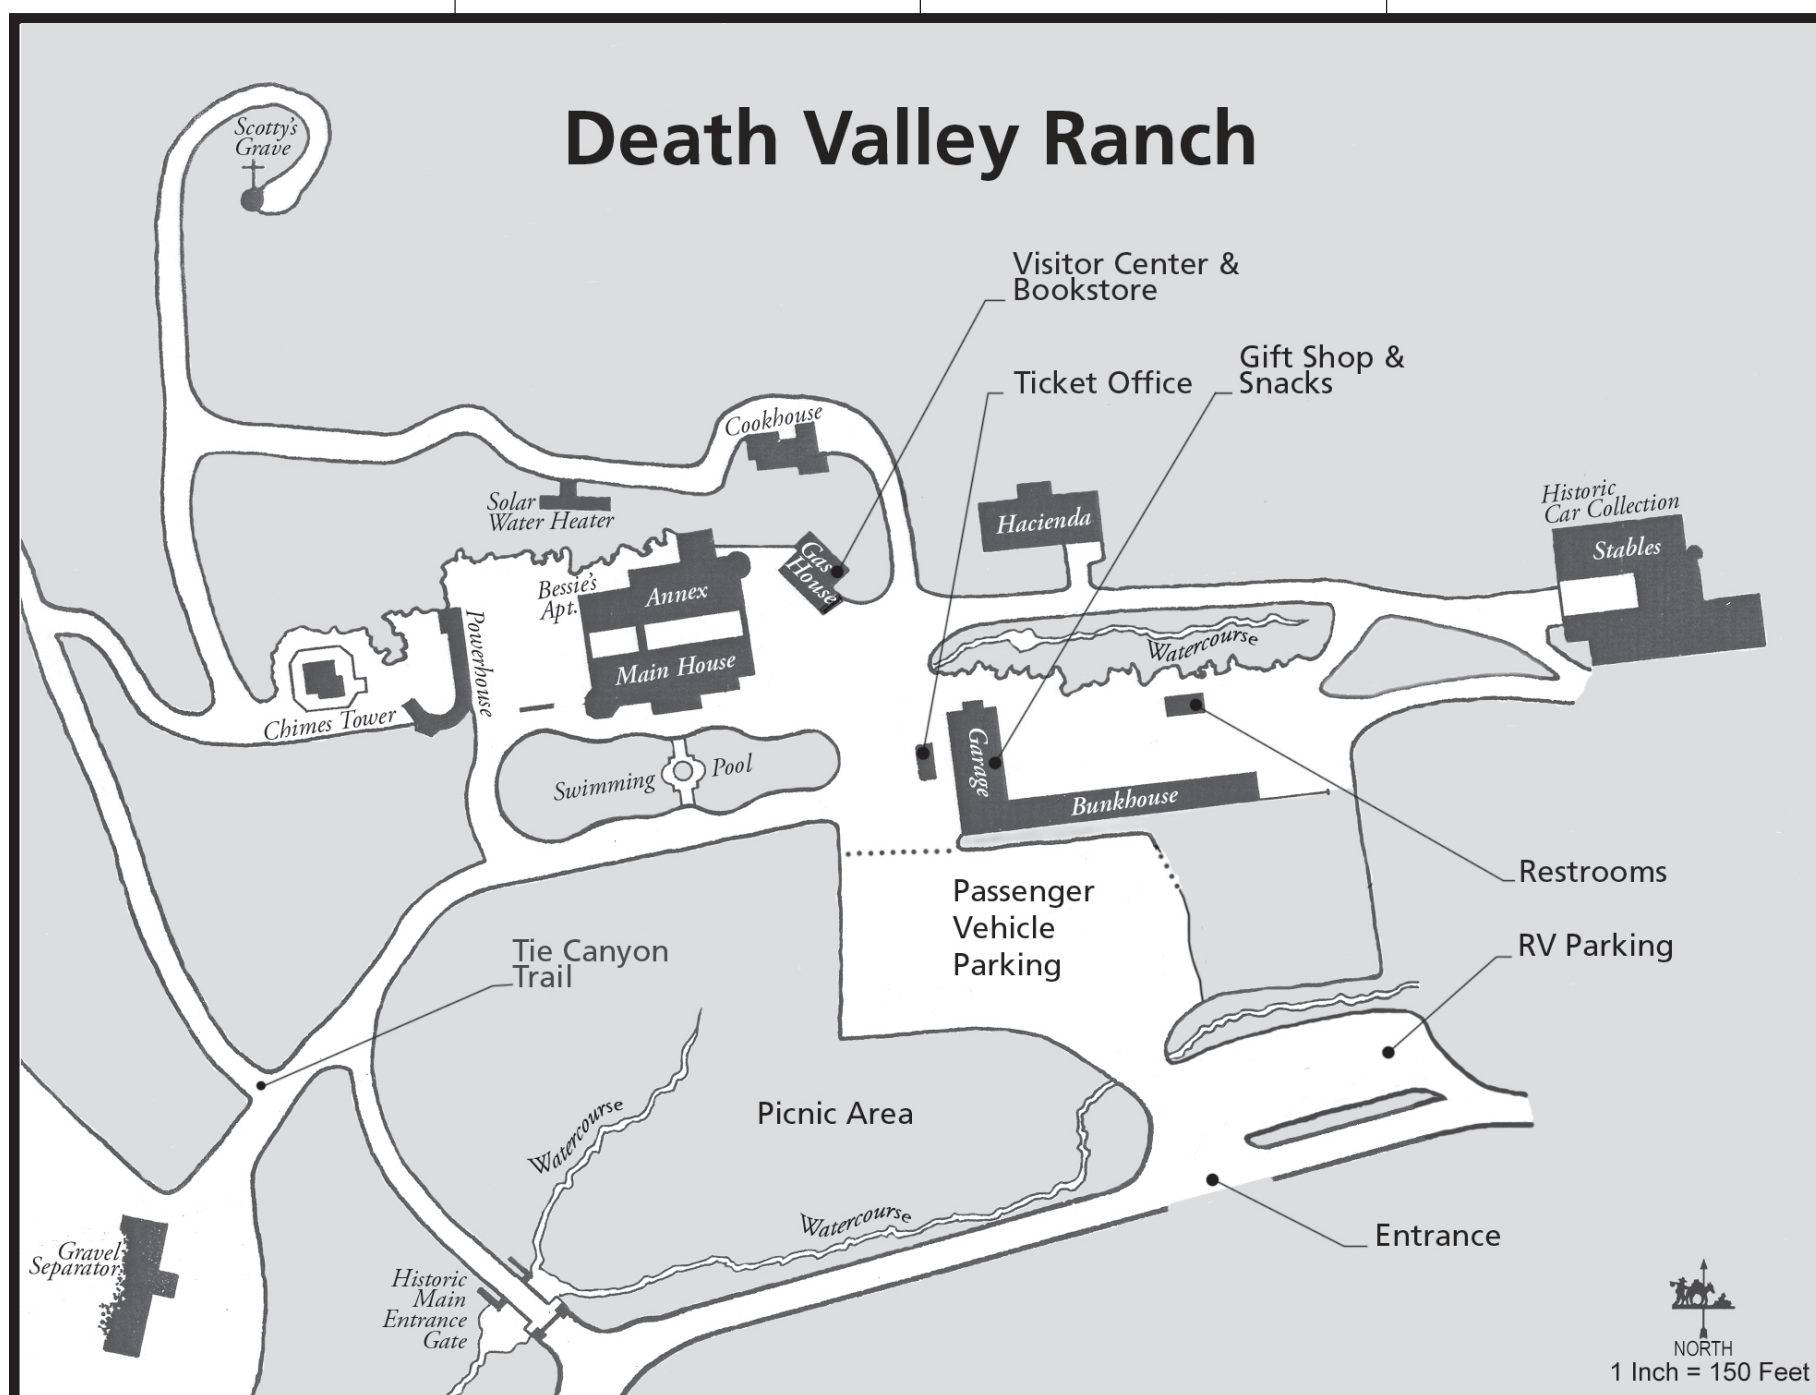 Death Valley Ranch
Scotty's
Grave
Visitor Center &
Bookstore
Gift Shop &
Snacks
Ticket Office
Cookhouse
Solar
Water Heater
Hacienda
Historic
Car Collection
Stables
Gas
House
Bessie's
Apt.
Annex
Main House
Powerhouse
Chimes Tower
Watercourse
Swimming
Pool
Garage
Bunkhouse
Restrooms
Passenger
Vehicle
Parking
RV Parking
Tie Canyon
Trail
Picnic Area
Watercourse
Watercourse
Entrance
Gravel
Separator
Historic
Main
Entrance
Gate
NORTH
1 Inch = 150 Feet